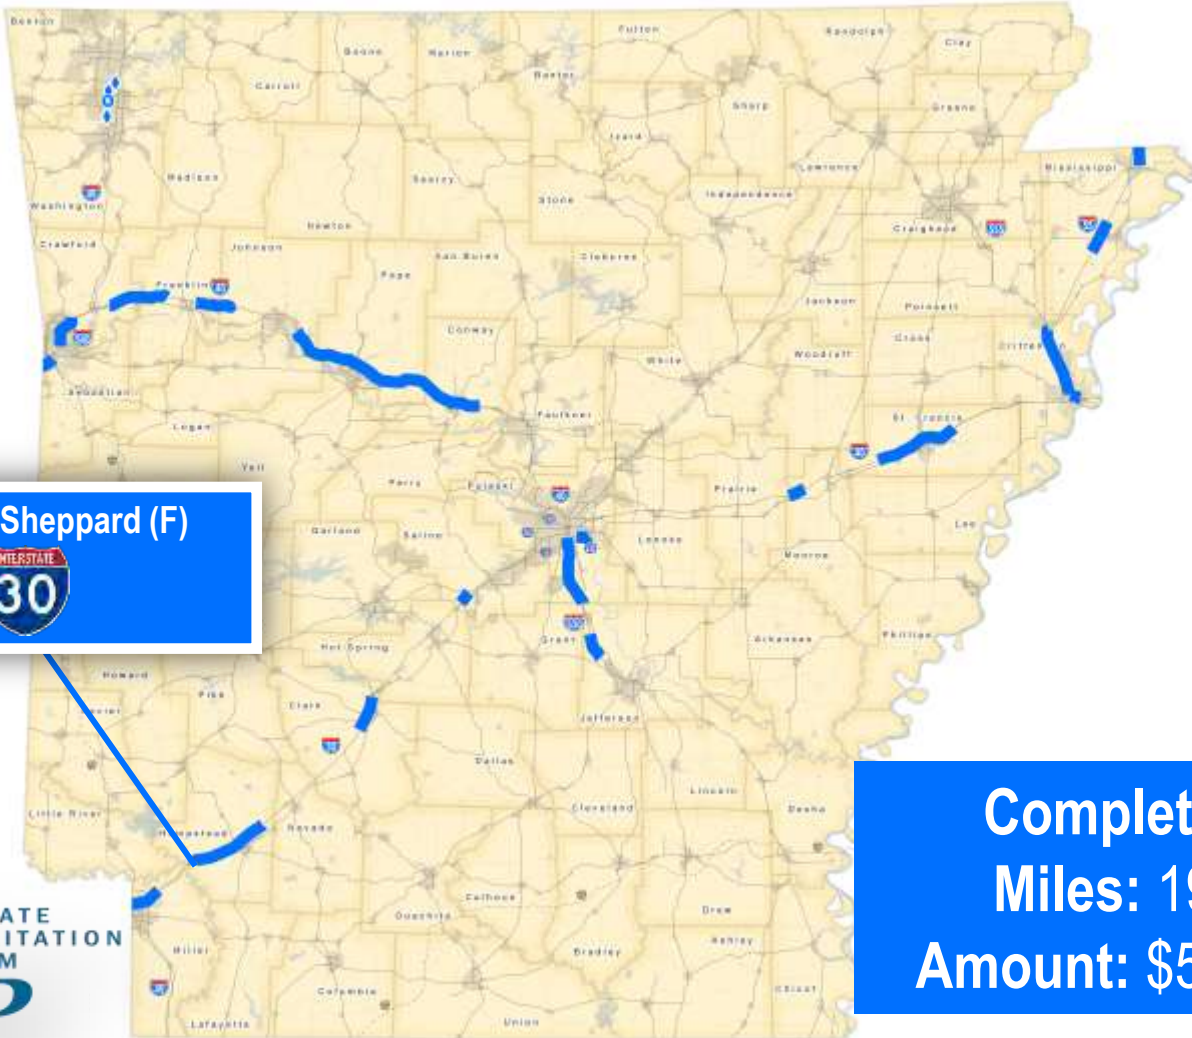 Benton
Boone
Marion
Fulton
Randolph
Clay
Carroll
Baxter
Sharp
Greene
Izard
Lawrence
Mississippi
Madison
Searcy
Stone
Independence
Washington
Newton
Craighead
Crawford
Johnson
Van Buren
Cleburne
Franklin
Pope
Jackson
Poinsett
Conway
White
Woodruff
Cross
Crittenden
Sebastian
Logan
Faulkner
St. Francis
Yell
Perry
Pulaski
Prairie
Lee
Garland
Saline
Lonoke
Monroe
Sheppard (F)
INTERSTATE
30
Hot Spring
Grant
Arkansas
Phillips
Howard
Pike
Clark
Jefferson
Sevier
Dallas
Lincoln
Desha
Cleveland
Little River
Hempstead
Nevada
Calhoun
Ouachita
Drew
Miller
Bradley
Ashley
Columbia
Chicot
Lafayette
Union
ATE
ITATION
M
Complet
Miles: 19
Amount: $5